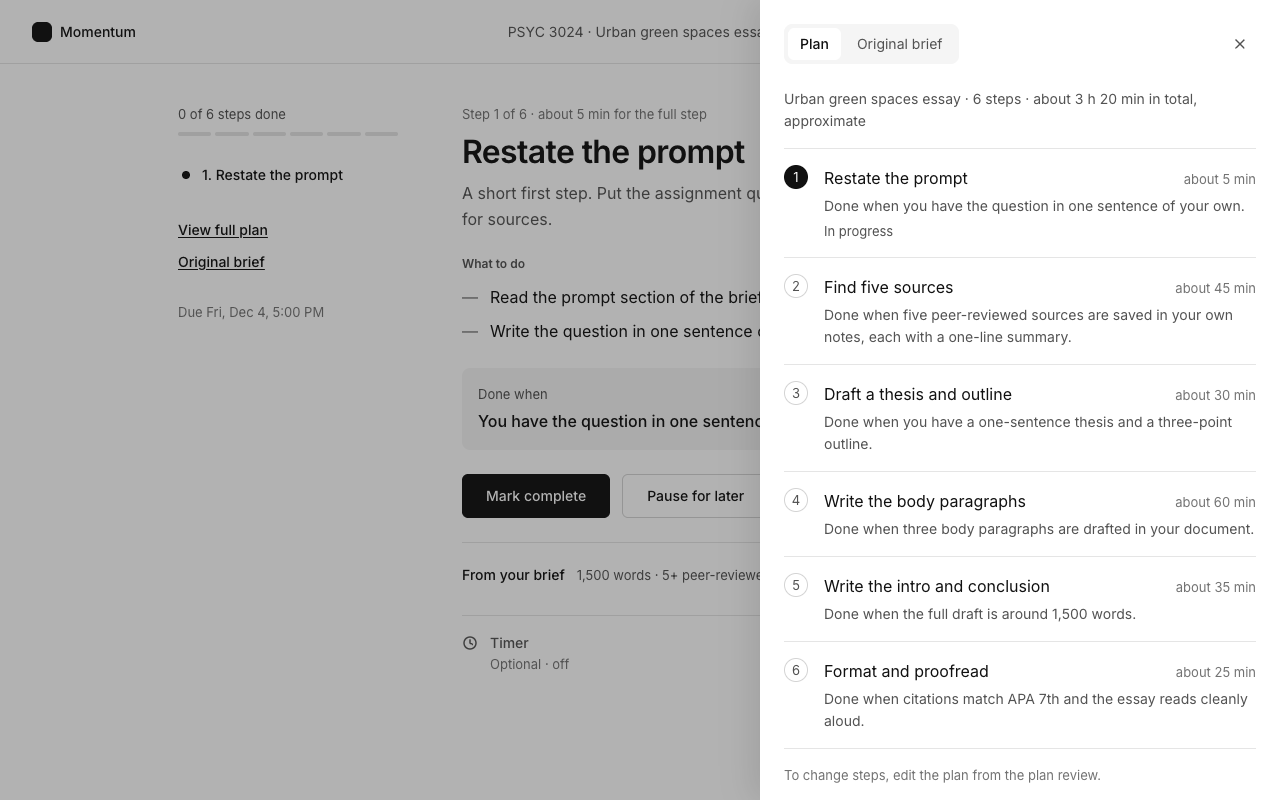 Momentum
PSYC 3024 · Urban green spaces essa
0 of 6 steps done
1. Restate the prompt
View full plan
Original brief
Due Fri, Dec 4, 5:00 PM
Step 1 of 6 · about 5 min for the full step
Restate the prompt
A short first step. Put the assignment qu
for sources.
What to do
— Read the prompt section of the brief
— Write the question in one sentence
Done when
You have the question in one sentenc
Mark complete
Pause for later
From your brief 1,500 words · 5+ peer-reviewe
Timer
Optional · off
Plan
Original brief
Urban green spaces essay · 6 steps · about 3 h 20 min in total,
approximate
1 Restate the prompt about 5 min
Done when you have the question in one sentence of your own.
In progress
2 Find five sources about 45 min
Done when five peer-reviewed sources are saved in your own
notes, each with a one-line summary.
3 Draft a thesis and outline about 30 min
Done when you have a one-sentence thesis and a three-point
outline.
4 Write the body paragraphs about 60 min
Done when three body paragraphs are drafted in your document.
5 Write the intro and conclusion about 35 min
Done when the full draft is around 1,500 words.
6 Format and proofread about 25 min
Done when citations match APA 7th and the essay reads cleanly
aloud.
To change steps, edit the plan from the plan review.